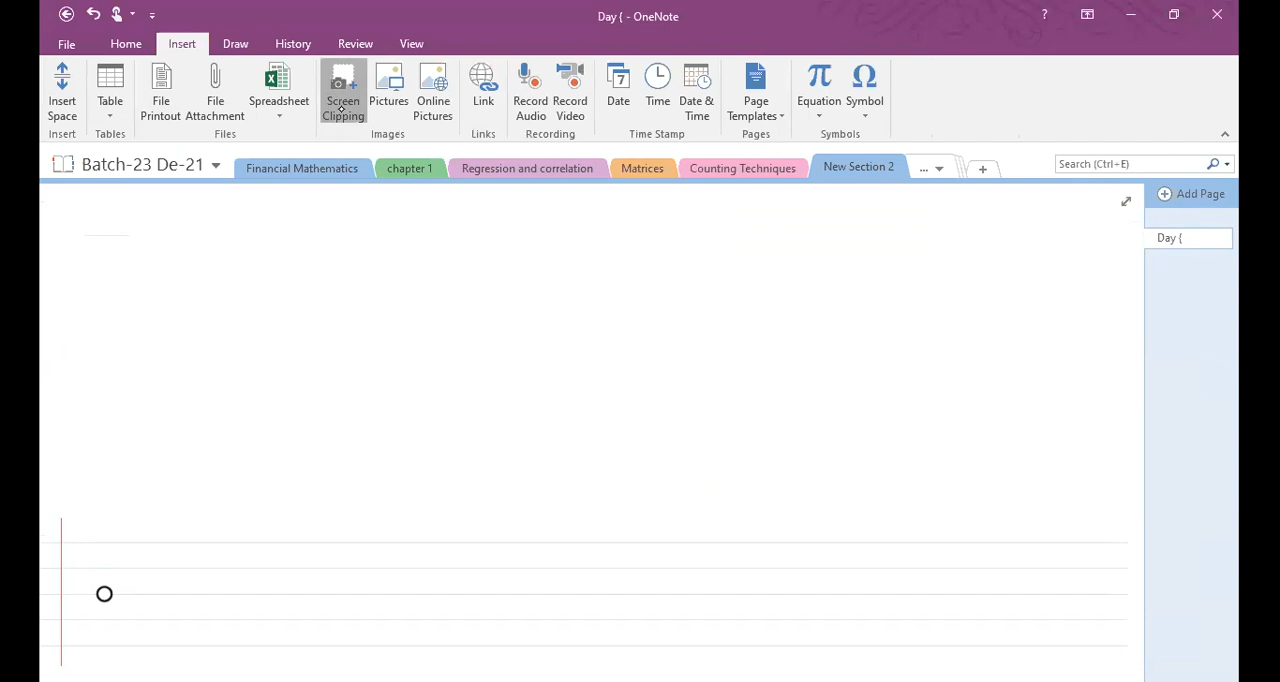 Day { - OneNote
?
File Home Insert Draw History Review View
Insert Space
Table
File Printout
File Attachment
Spreadsheet
Screen Clipping
Pictures
Online Pictures
Link
Record Audio
Record Video
Date
Time
Date & Time
Page Templates
π Equation
Ω Symbol
Insert Tables Files Images Links Recording Time Stamp Pages Symbols
Batch-23 De-21 Financial Mathematics chapter 1 Regression and correlation Matrices Counting Techniques New Section 2 ... + Search (Ctrl+E)
Add Page
Day {